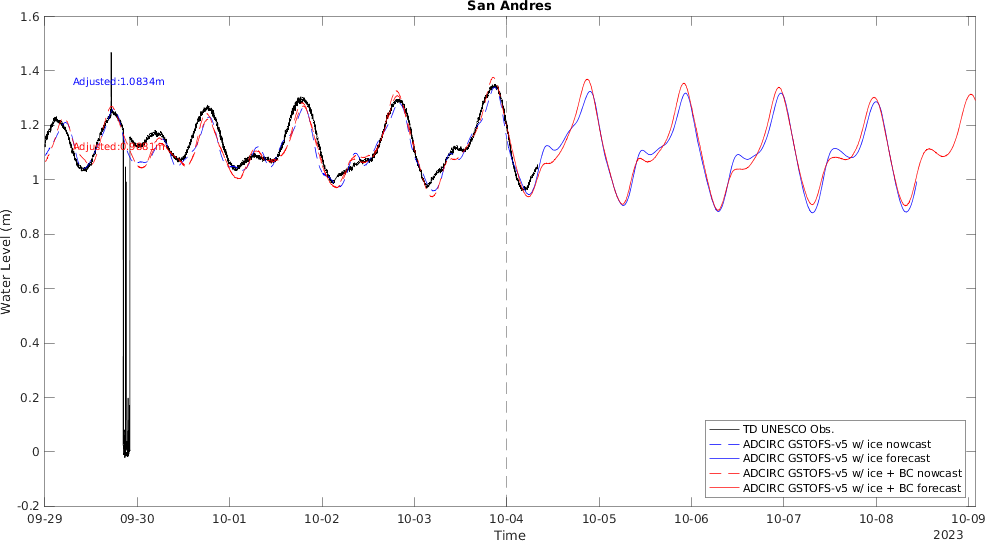 San Andres
1.6
1.4
1.2
1
0.8
0.6
0.4
0.2
0
-0.2
Water Level (m)
Adjusted:1.0834m
TD UNESCO Obs.
ADCIRC GSTOFS-v5 w/ ice nowcast
ADCIRC GSTOFS-v5 w/ ice forecast
ADCIRC GSTOFS-v5 w/ ice + BC nowcast
ADCIRC GSTOFS-v5 w/ ice + BC forecast
09-29 09-30 10-01 10-02 10-03 10-04 10-05 10-06 10-07 10-08 10-09
Time
2023